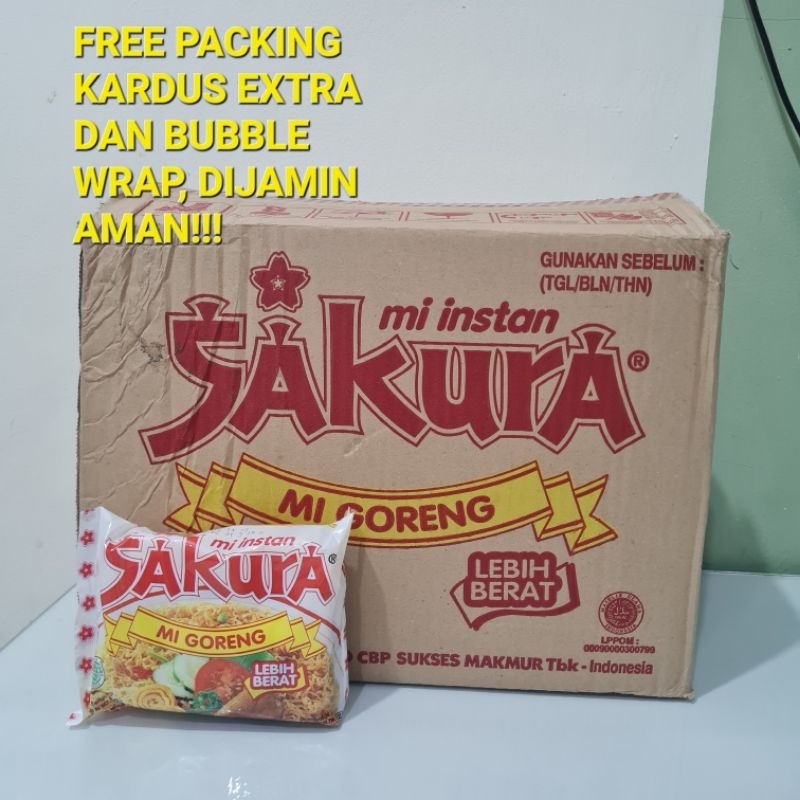 FREE PACKING
KARDUS EXTRA
DAN BUBBLE
WRAP, DIJAMIN
AMAN!!!
GUNAKAN SEBELUM :
(TGL/BLN/THN)
mi instan
SAkurA®
MI GORENG
LEBIH
BERAT
LPPOM :
00090000300799
CBP SUKSES MAKMUR Tbk - Indonesia
mi instan
SAkurA®
MI GORENG
LEBIH
BERAT